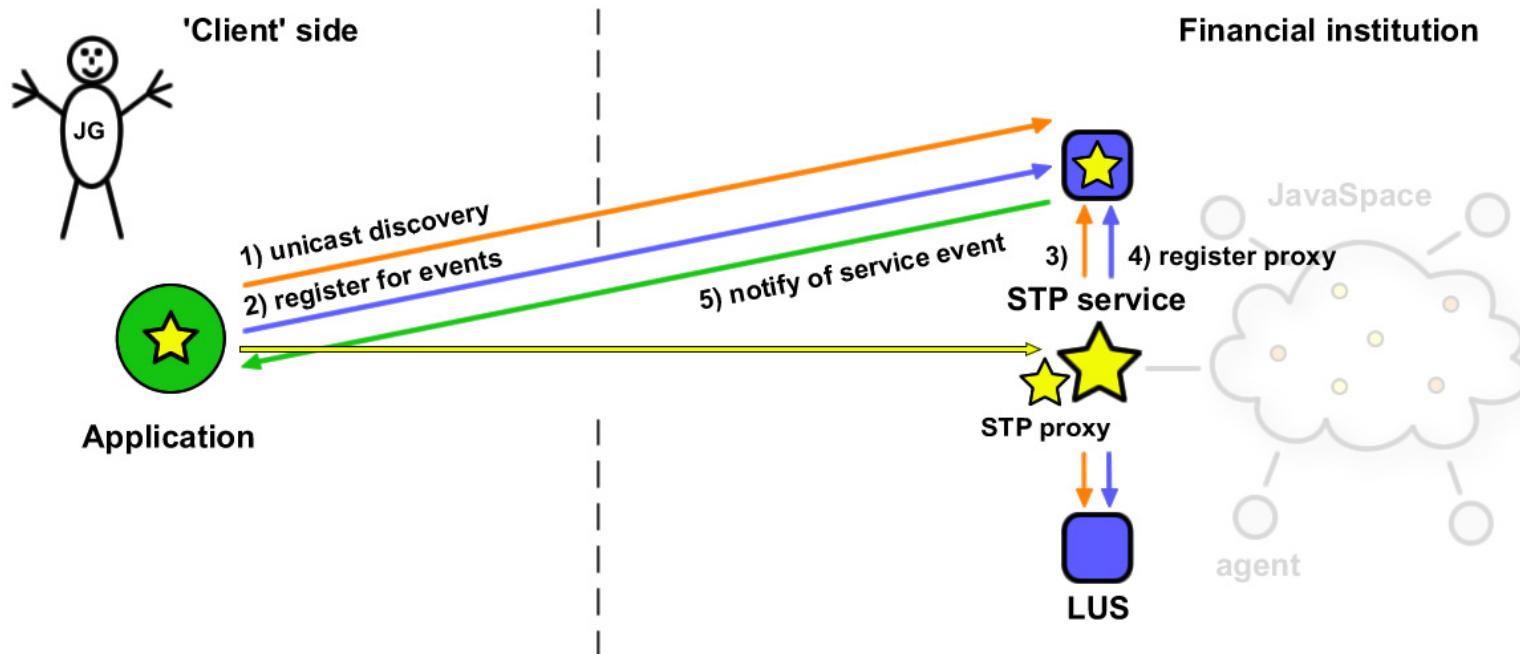 'Client' side
Financial institution
JG
1) unicast discovery
2) register for events
5) notify of service event
3)
4) register proxy
JavaSpace
STP service
Application
STP proxy
LUS
agent